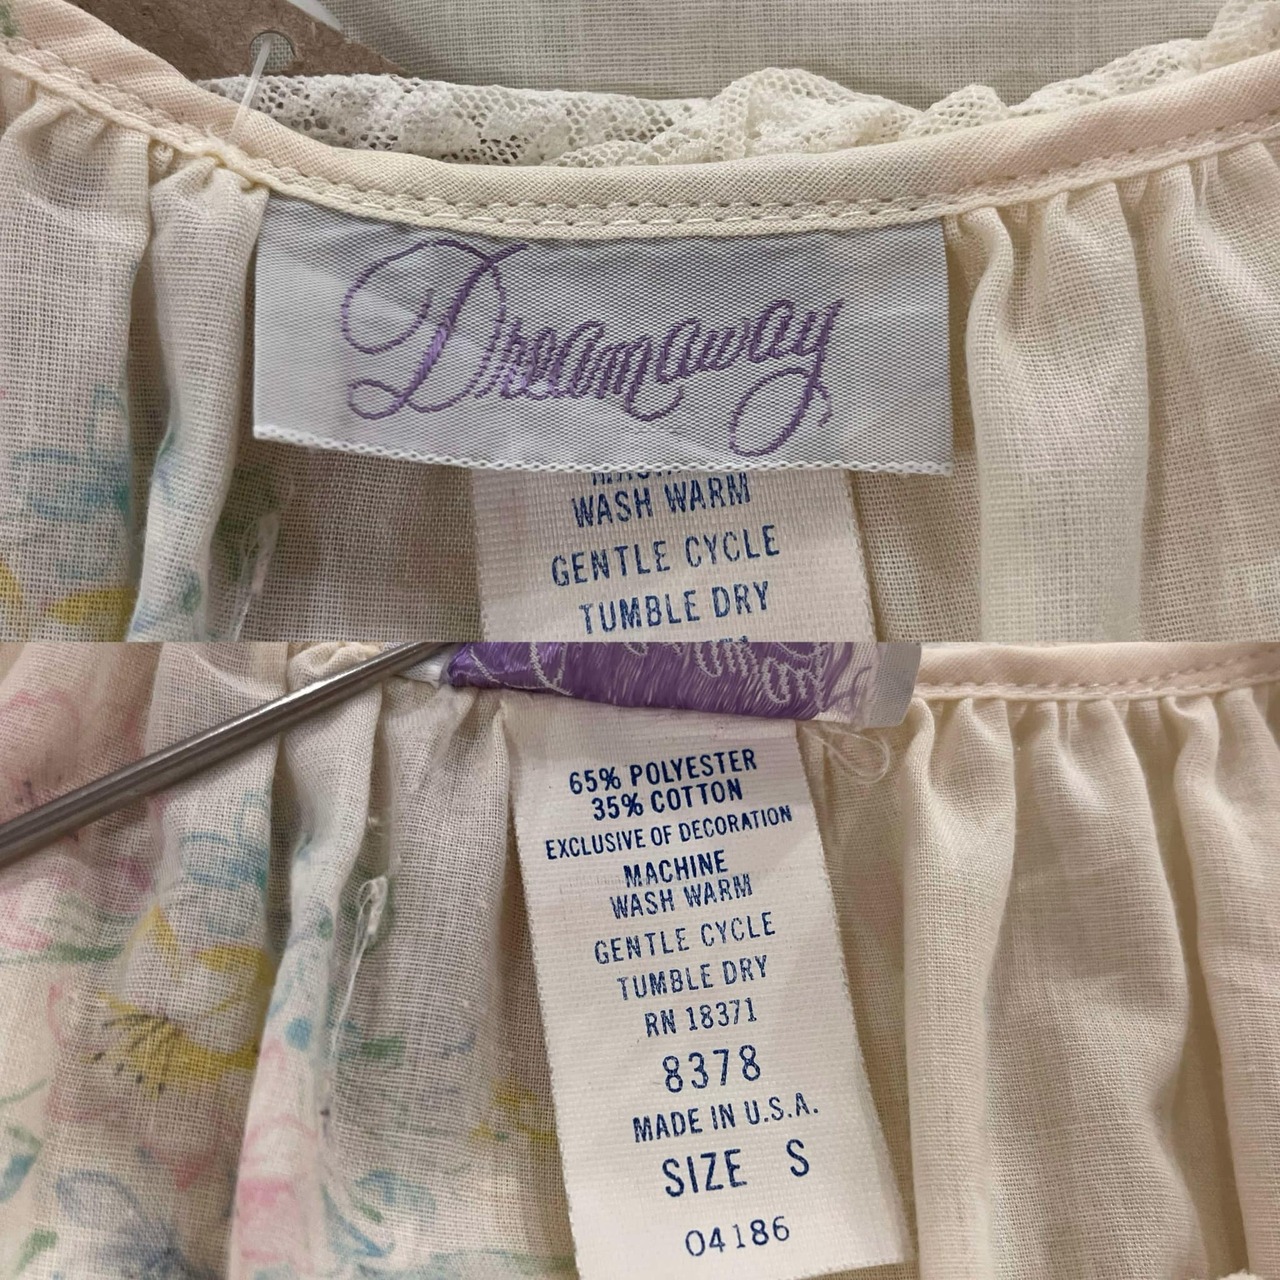 Dreamaway
WASH WARM
GENTLE CYCLE
TUMBLE DRY
65% POLYESTER
35% COTTON
EXCLUSIVE OF DECORATION
MACHINE
WASH WARM
GENTLE CYCLE
TUMBLE DRY
RN 18371
8378
MADE IN U.S.A.
SIZE S
04186